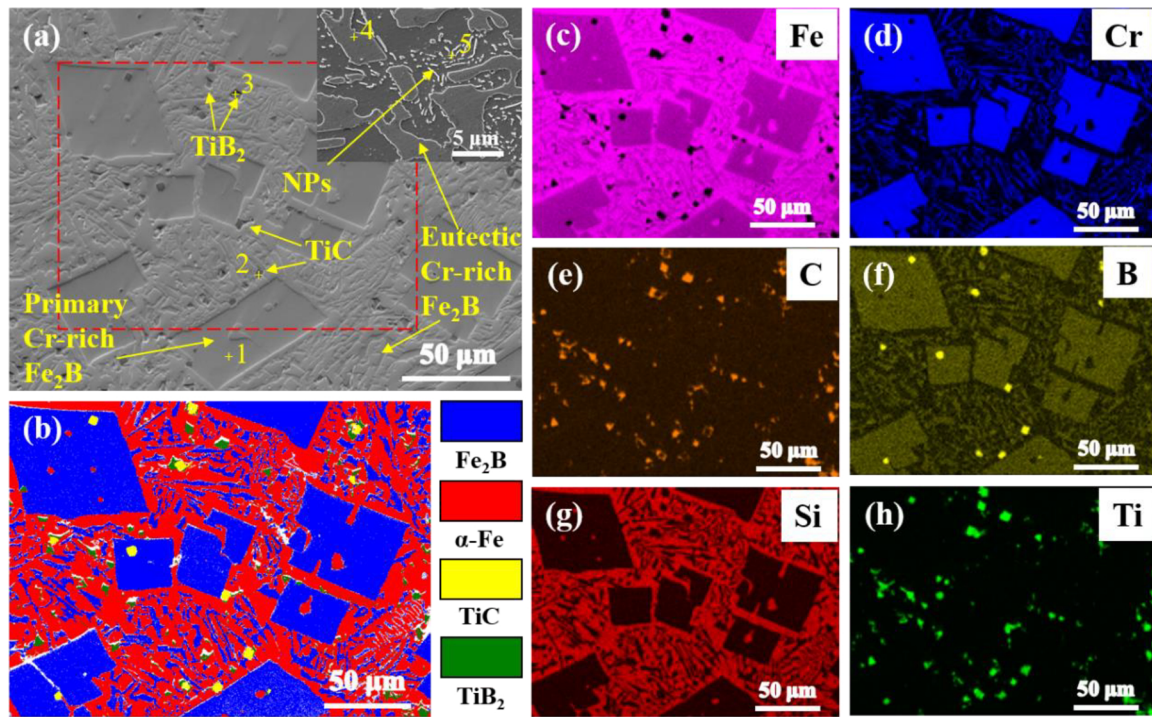 (a)
+4
+5
+3
TiB₂
5 μm
NPs
TiC
2 +
Eutectic
Cr-rich
Fe₂B
Primary
Cr-rich
Fe₂B
+1
50 μm
(b)
50 μm
Fe₂B
α-Fe
TiC
TiB₂
(c)
Fe
50 μm
(d)
Cr
50 μm
(e)
C
50 μm
(f)
B
50 μm
(g)
Si
50 μm
(h)
Ti
50 μm